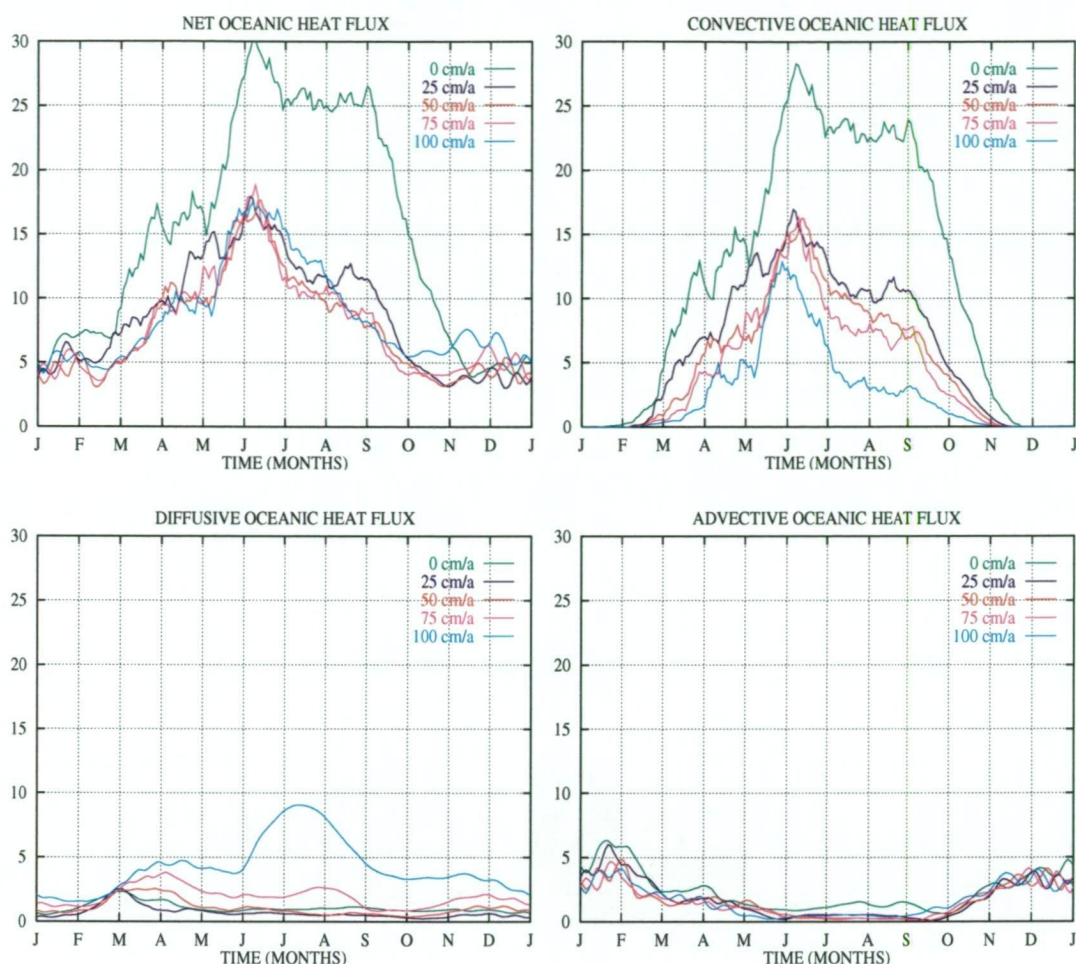 NET OCEANIC HEAT FLUX
30
25
20
15
10
5
0
0 cm/a
25 cm/a
50 cm/a
75 cm/a
100 cm/a
J F M A M J J A S O N D J
TIME (MONTHS)
CONVECTIVE OCEANIC HEAT FLUX
30
25
20
15
10
5
0
0 cm/a
25 cm/a
50 cm/a
75 cm/a
100 cm/a
J F M A M J J A S O N D J
TIME (MONTHS)
DIFFUSIVE OCEANIC HEAT FLUX
30
25
20
15
10
5
0
0 cm/a
25 cm/a
50 cm/a
75 cm/a
100 cm/a
J F M A M J J A S O N D J
TIME (MONTHS)
ADVECTIVE OCEANIC HEAT FLUX
30
25
20
15
10
5
0
0 cm/a
25 cm/a
50 cm/a
75 cm/a
100 cm/a
J F M A M J J A S O N D J
TIME (MONTHS)